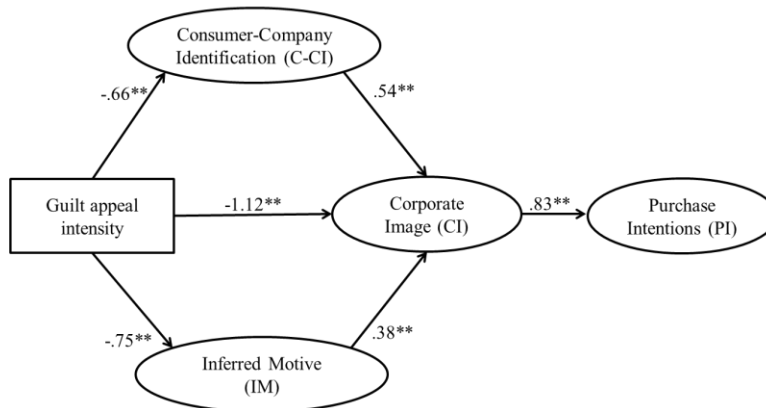 Consumer-Company
Identification (C-CI)
-.66**
.54**
Guilt appeal
intensity
-1.12**
Corporate
Image (CI)
.83**
Purchase
Intentions (PI)
-.75**
.38**
Inferred Motive
(IM)